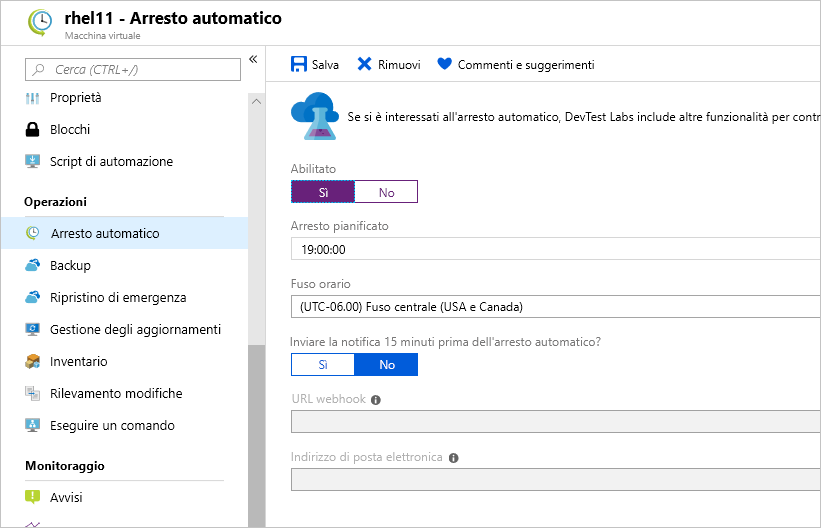 rhel11 - Arresto automatico
Macchina virtuale
Cerca (CTRL+/)
«
Proprietà
Blocchi
Script di automazione
Operazioni
Arresto automatico
Backup
Ripristino di emergenza
Gestione degli aggiornamenti
Inventario
Rilevamento modifiche
Eseguire un comando
Monitoraggio
Avvisi
Salva Rimuovi Commenti e suggerimenti
Se si è interessati all'arresto automatico, DevTest Labs include altre funzionalità per contr
Abilitato
Sì No
Arresto pianificato
19:00:00
Fuso orario
(UTC-06.00) Fuso centrale (USA e Canada)
Inviare la notifica 15 minuti prima dell'arresto automatico?
Sì No
URL webhook
Indirizzo di posta elettronica